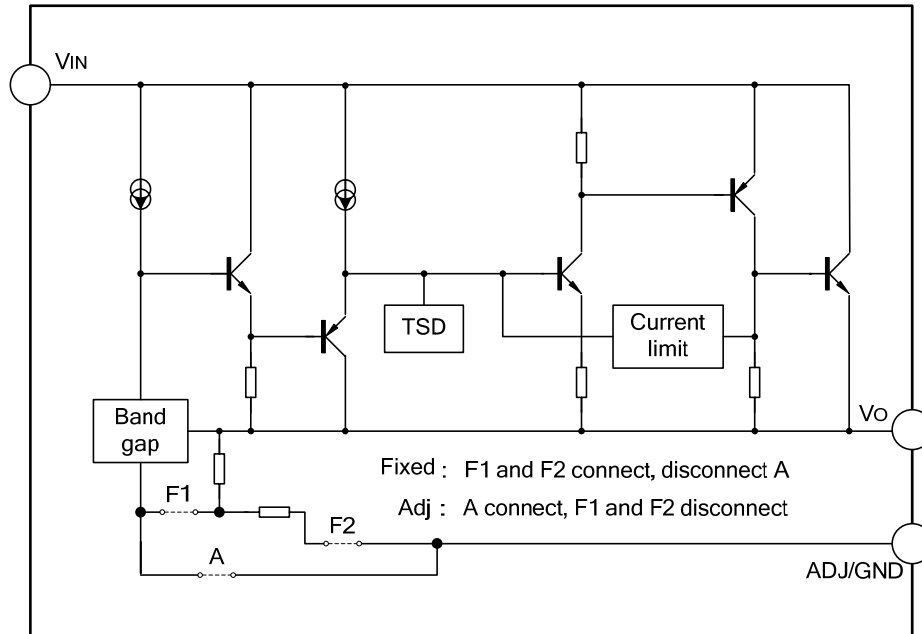 VIN
TSD
Current
limit
Band
gap
VO
Fixed : F1 and F2 connect, disconnect A
Adj : A connect, F1 and F2 disconnect
F1
F2
A
ADJ/GND